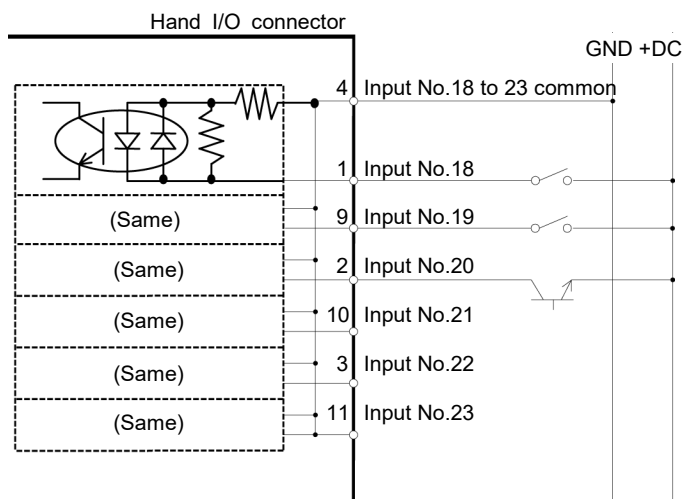 Hand I/O connector
GND +DC
4 Input No.18 to 23 common
1 Input No.18
(Same) 9 Input No.19
(Same) 2 Input No.20
(Same) 10 Input No.21
(Same) 3 Input No.22
(Same) 11 Input No.23